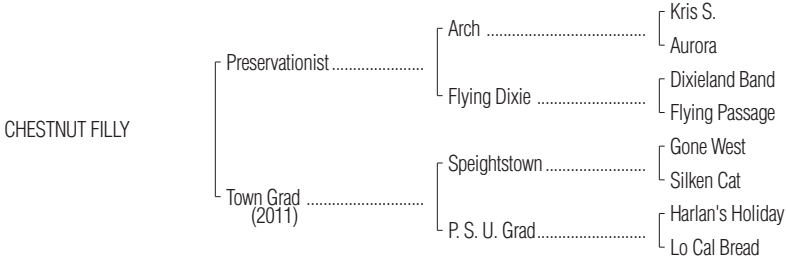 Kris S.
Arch ......................................
Aurora
Preservationist ......................
Dixieland Band
Flying Dixie ..........................
Flying Passage
CHESTNUT FILLY
Gone West
Speightstown ........................
Silken Cat
Town Grad ............................
(2011)
Harlan's Holiday
P. S. U. Grad..........................
Lo Cal Bread